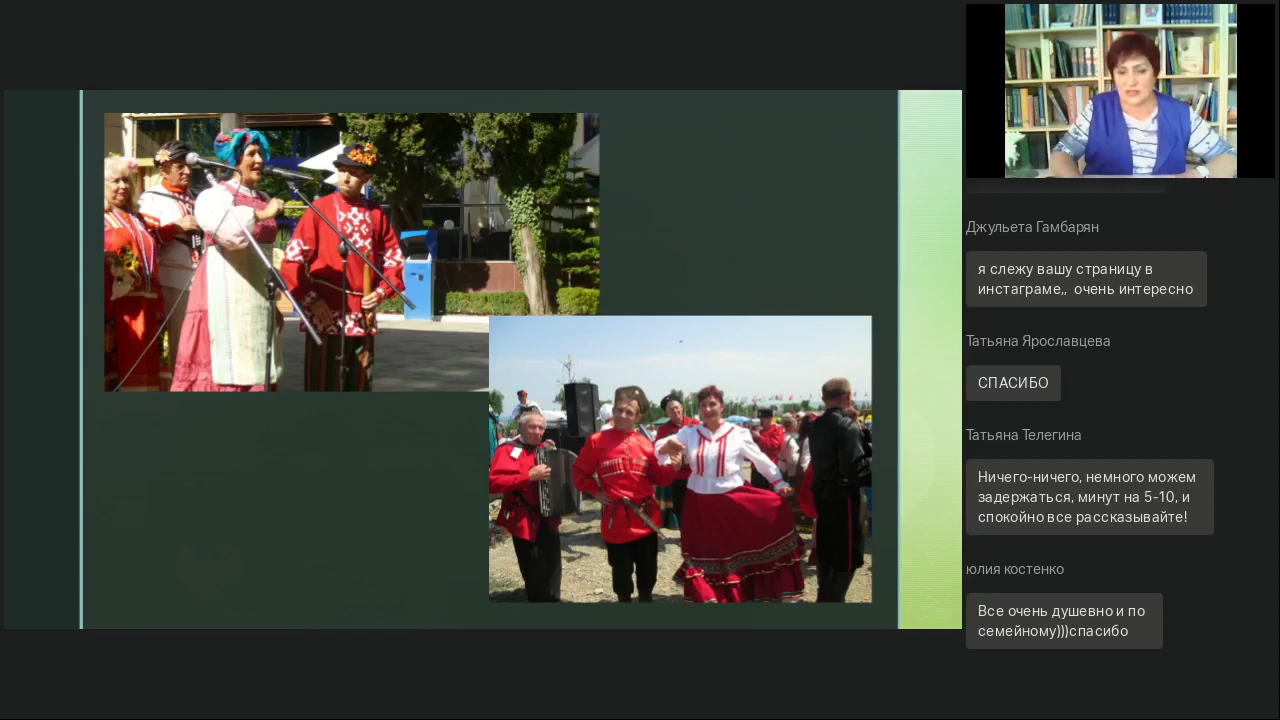 Джульета Гамбарян
я слежу вашу страницу в
инстаграме,,  очень интересно
Татьяна Ярославцева
СПАСИБО
Татьяна Телегина
Ничего-ничего, немного можем
задержаться, минут на 5-10, и
спокойно все рассказывайте!
юлия костенко
Все очень душевно и по
семейному)))спасибо